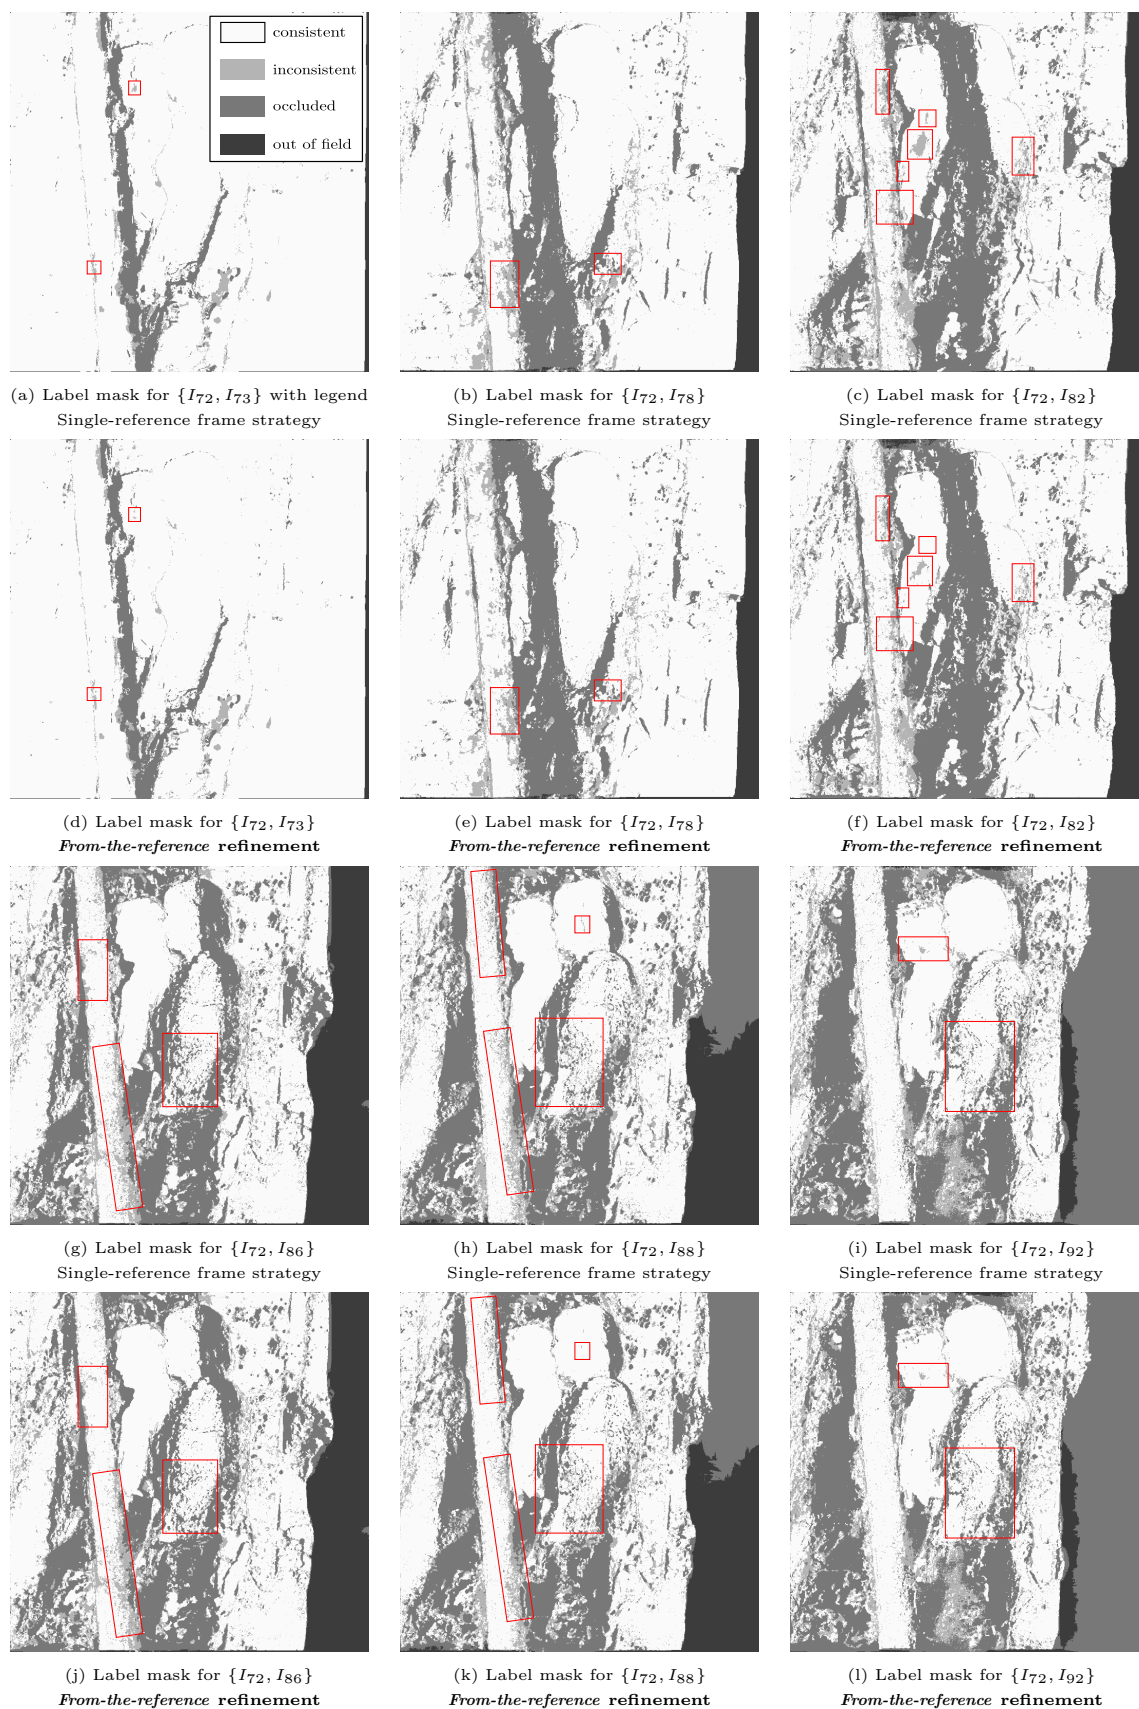 consistent
inconsistent
occluded
out of field
(a) Label mask for {I72, I73} with legend
Single-reference frame strategy
(b) Label mask for {I72, I78}
Single-reference frame strategy
(c) Label mask for {I72, I82}
Single-reference frame strategy
(d) Label mask for {I72, I73}
From-the-reference refinement
(e) Label mask for {I72, I78}
From-the-reference refinement
(f) Label mask for {I72, I82}
From-the-reference refinement
(g) Label mask for {I72, I86}
Single-reference frame strategy
(h) Label mask for {I72, I88}
Single-reference frame strategy
(i) Label mask for {I72, I92}
Single-reference frame strategy
(j) Label mask for {I72, I86}
From-the-reference refinement
(k) Label mask for {I72, I88}
From-the-reference refinement
(l) Label mask for {I72, I92}
From-the-reference refinement